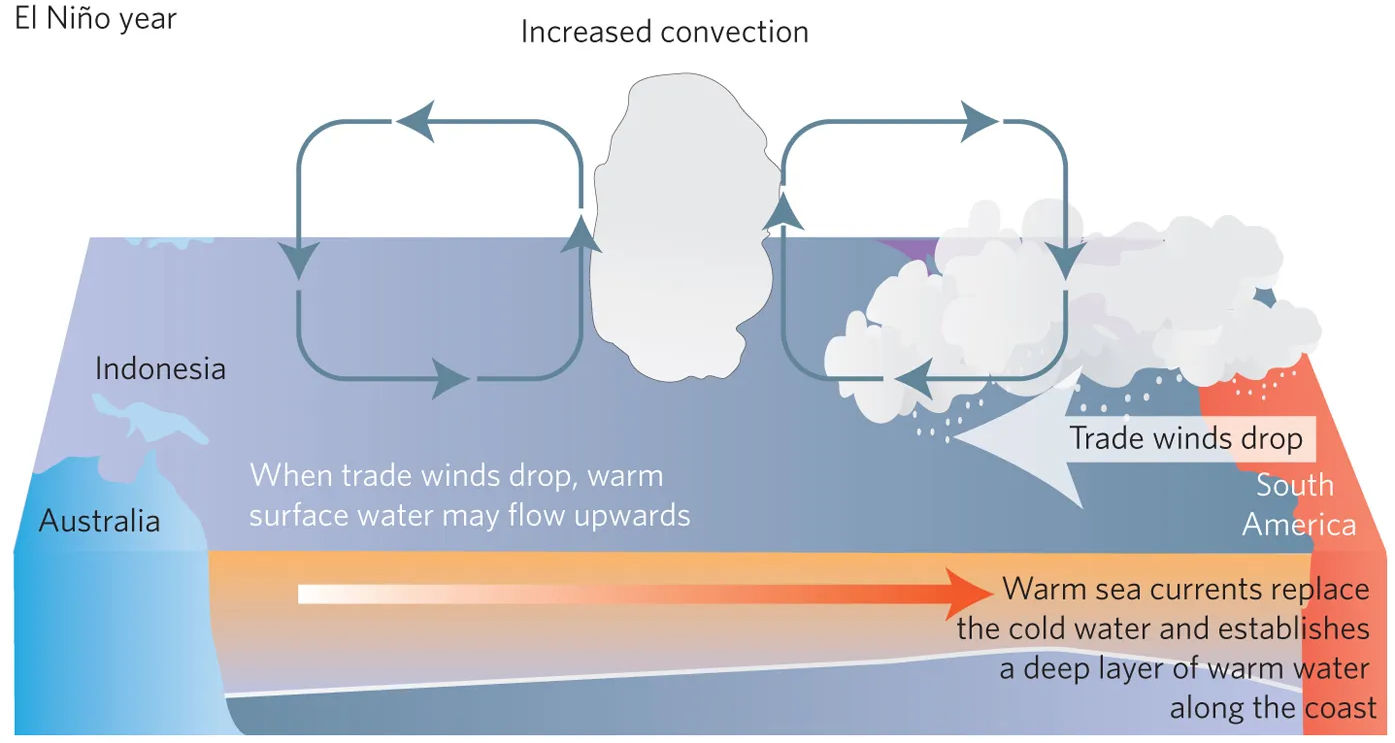 El Niño year
Increased convection
Indonesia
Trade winds drop
When trade winds drop, warm
surface water may flow upwards
South
America
Australia
Warm sea currents replace
the cold water and establishes
a deep layer of warm water
along the coast